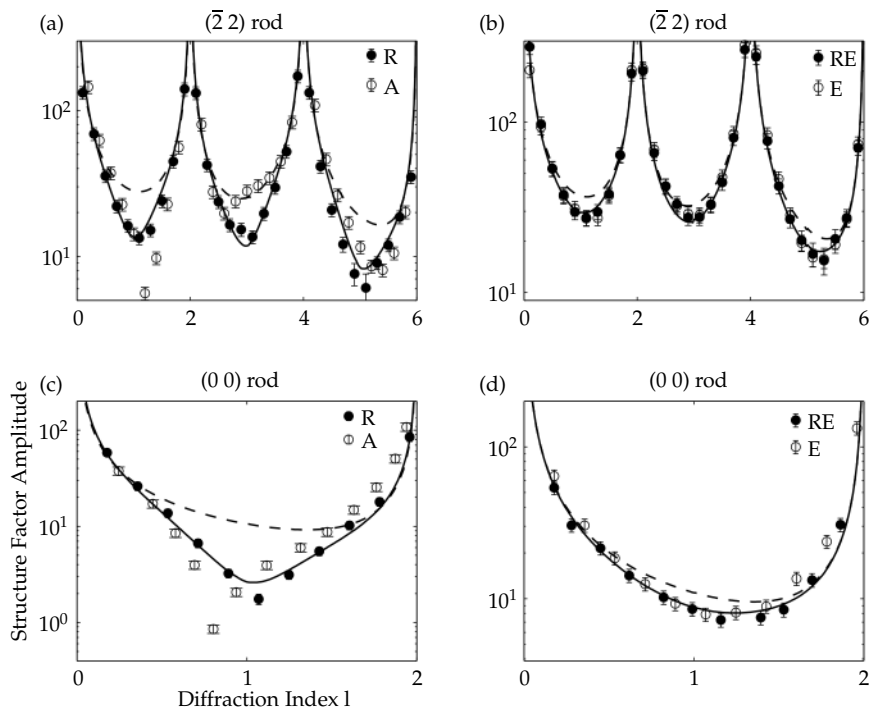 (a)
(2̅ 2) rod
R
A
10²
10¹
0
2
4
6
(b)
(2̅ 2) rod
RE
E
10²
10¹
0
2
4
6
(c)
(0 0) rod
R
A
10²
10¹
10⁰
0
1
2
(d)
(0 0) rod
RE
E
10²
10¹
0
1
2
Structure Factor Amplitude
Diffraction Index l